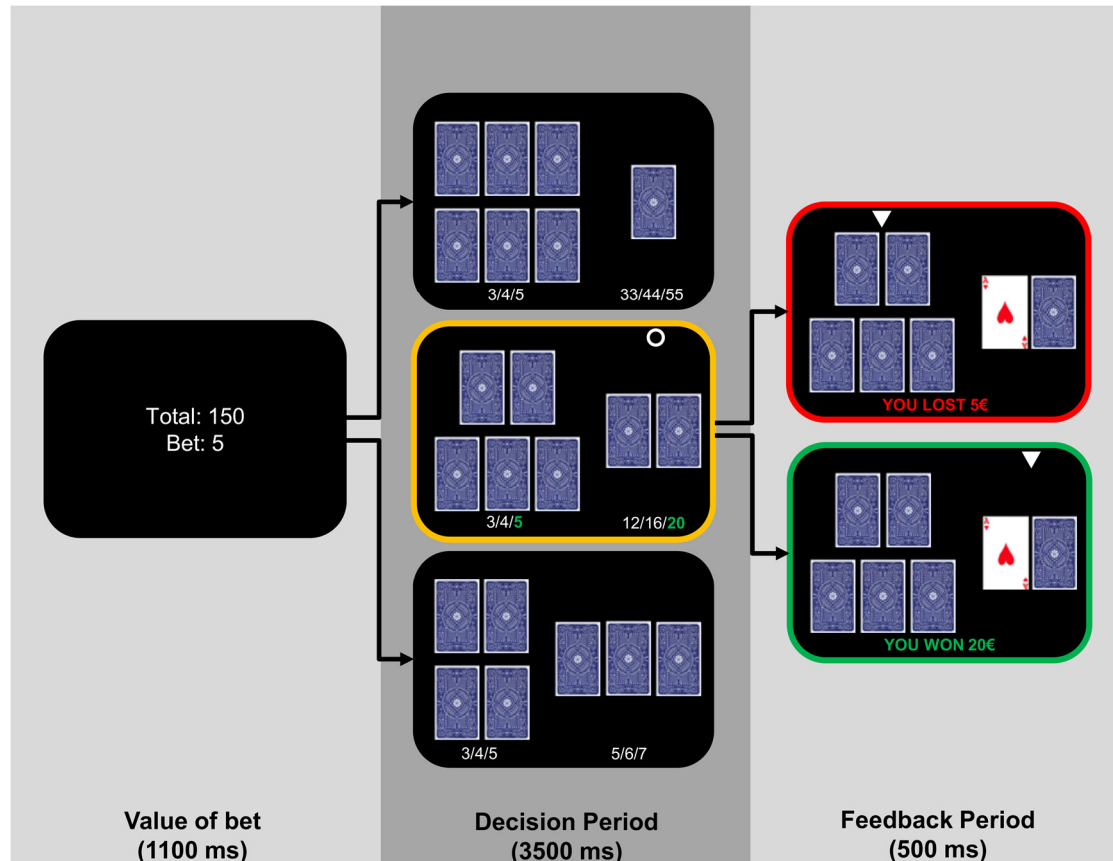 Total: 150
Bet: 5
3/4/5 33/44/55
3/4/5 12/16/20
3/4/5 5/6/7
A
A
YOU LOST 5€
A
A
YOU WON 20€
Value of bet
(1100 ms)
Decision Period
(3500 ms)
Feedback Period
(500 ms)